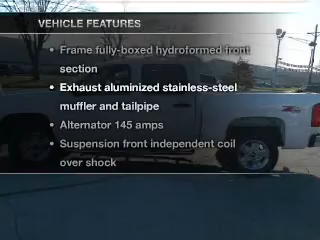 VEHICLE FEATURES
• Frame fully-boxed hydroformed front
section
• Exhaust aluminized stainless-steel
muffler and tailpipe
• Alternator 145 amps
• Suspension front independent coil
over shock